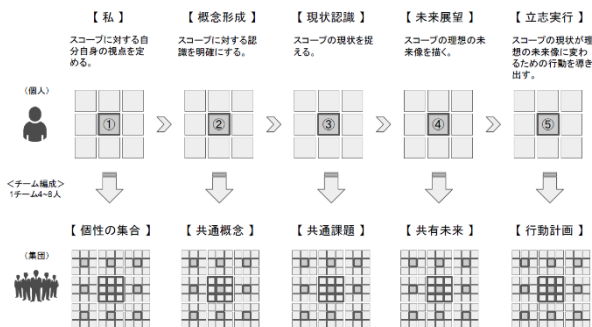 【 私 】
【 概念形成 】
【 現状認識 】
【 未来展望 】
【 立志実行 】
スコープに対する自
分自身の視点を定
める。
スコープに対する認
識を明確にする。
スコープの現状を捉
える。
スコープの理想の未
来像を描く。
スコープの現状が理
想の未来像に変わ
るための行動を導き
出す。
（個人）
①
②
③
④
⑤
＜チーム編成＞
1チーム4~8人
【 個性の集合 】
【 共通概念 】
【 共通課題 】
【 共有未来 】
【 行動計画 】
（集団）